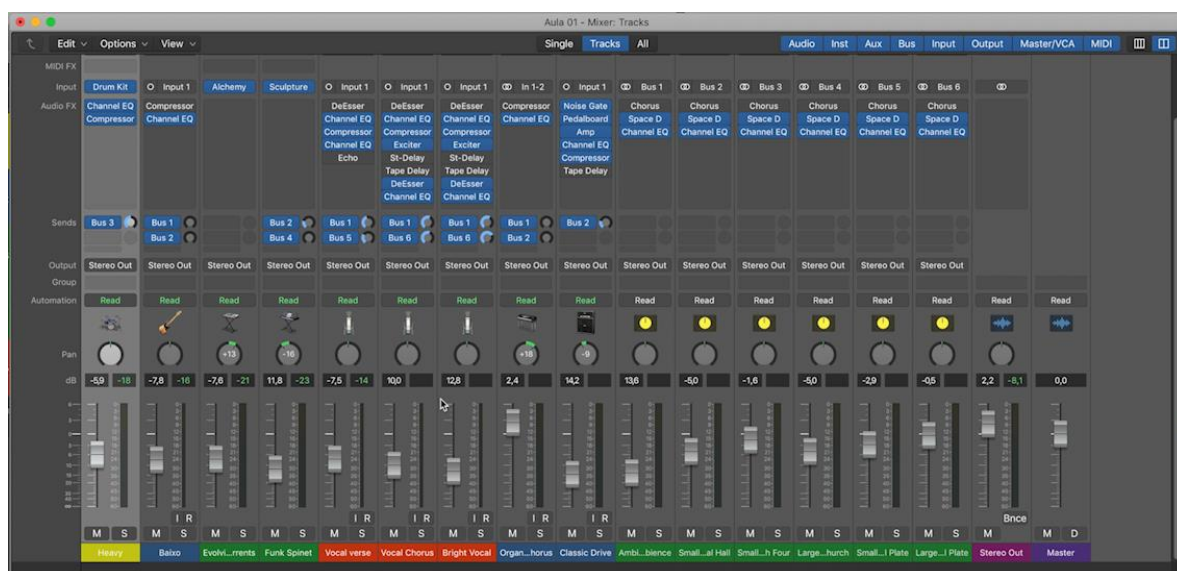 Aula 01 - Mixer: Tracks
Edit Options View Single Tracks All Audio Inst Aux Bus Input Output Master/VCA MIDI
MIDI FX
Input Drum Kit Input 1 Alchemy Sculpture Input 1 Input 1 Input 1 In 1-2 Input 1 Bus 1 Bus 2 Bus 3 Bus 4 Bus 5 Bus 6
Audio FX Channel EQ Compressor DeEsser DeEsser DeEsser Compressor Noise Gate Chorus Chorus Chorus Chorus Chorus Chorus
Compressor Channel EQ Channel EQ Channel EQ Channel EQ Channel EQ Pedalboard Space D Space D Space D Space D Space D Space D
Compressor Compressor Compressor Amp Channel EQ Channel EQ Channel EQ Channel EQ Channel EQ Channel EQ
Channel EQ Exciter Exciter Channel EQ
Echo St-Delay St-Delay Compressor
Tape Delay Tape Delay Tape Delay
DeEsser DeEsser
Channel EQ Channel EQ
Sends Bus 3 Bus 1 Bus 2 Bus 1 Bus 1 Bus 1 Bus 1 Bus 2
Bus 2 Bus 4 Bus 5 Bus 6 Bus 6 Bus 2
Output Stereo Out Stereo Out Stereo Out Stereo Out Stereo Out Stereo Out Stereo Out Stereo Out Stereo Out Stereo Out Stereo Out Stereo Out Stereo Out Stereo Out Stereo Out
Group
Automation Read Read Read Read Read Read Read Read Read Read Read Read Read Read Read Read Read
Pan +13 -16 +18 -9
dB -5,9 -18 -7,8 -16 -7,6 -21 11,8 -23 -7,5 -14 10,0 12,8 2,4 14,2 13,6 -5,0 -1,6 -5,0 -2,9 -0,5 2,2 -8,1 0,0
I R I R I R I R I R I R Bnce
M S M S M S M S M S M S M S M S M S M S M S M S M S M S M S M M D
Heavy Baixo Evolvi...rrents Funk Spinet Vocal verse Vocal Chorus Bright Vocal Organ...horus Classic Drive Ambi...bience Small...al Hall Small...h Four Large...hurch Small...l Plate Large...l Plate Stereo Out Master